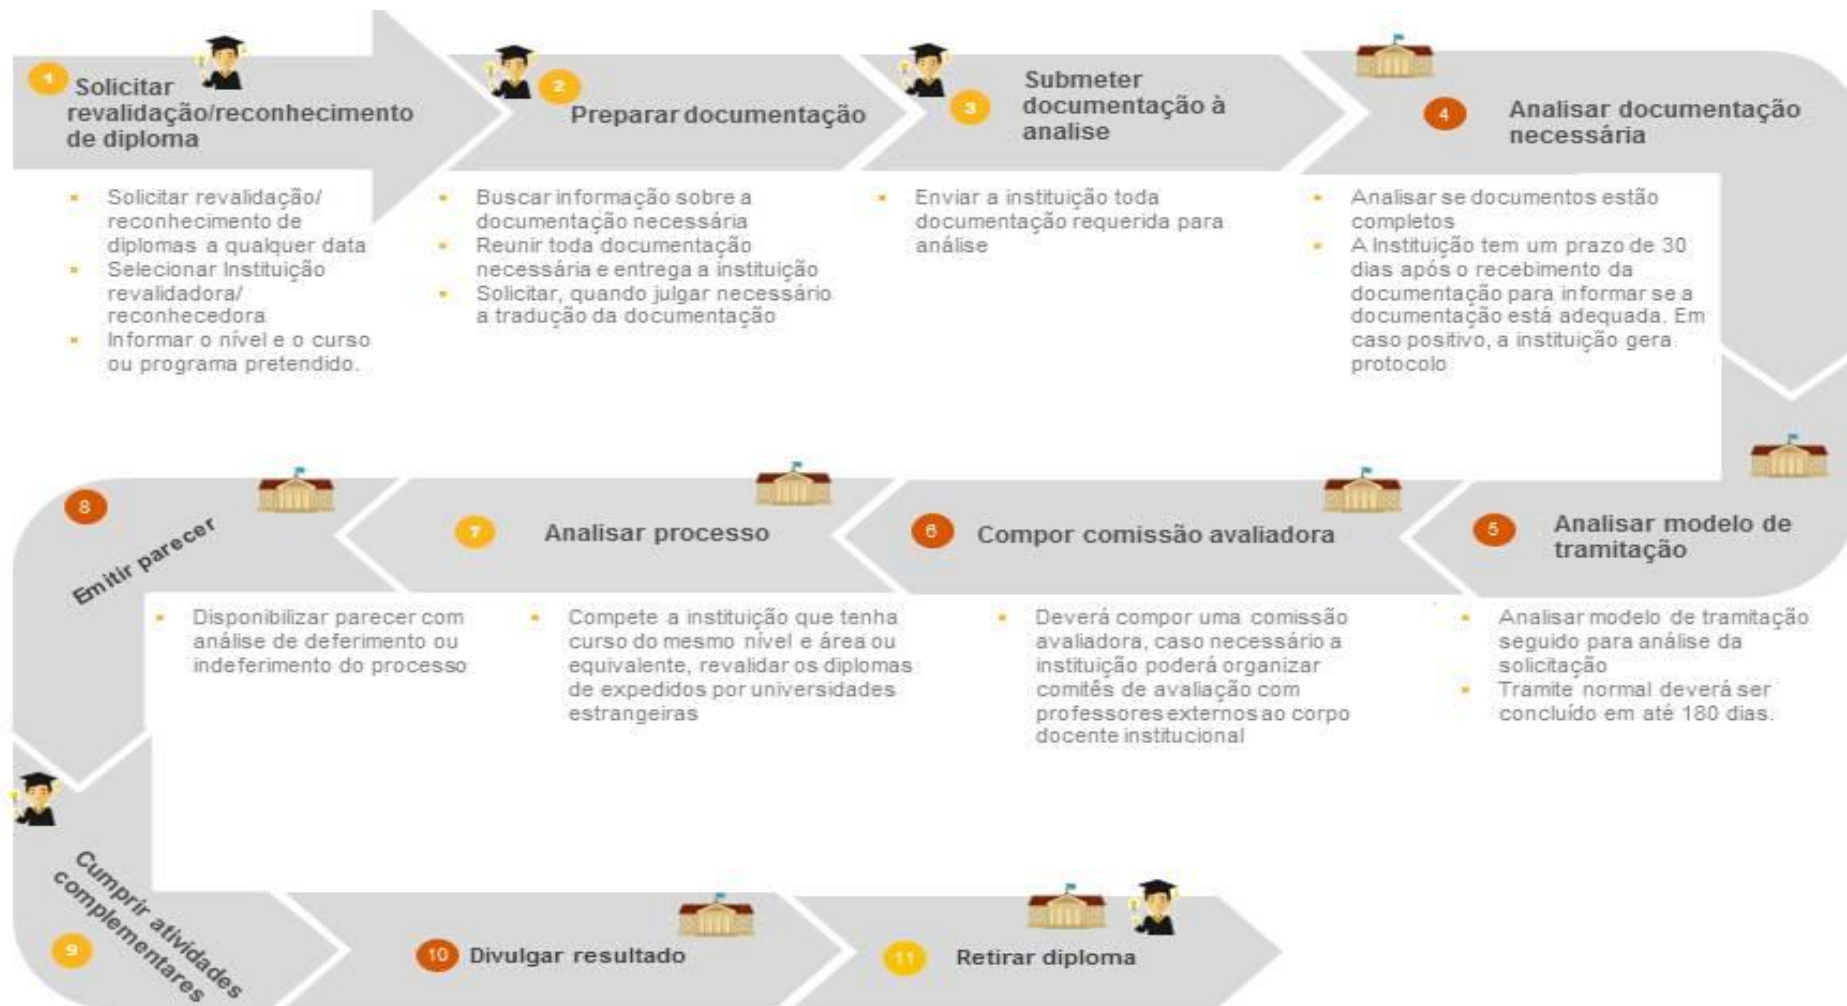 1
Solicitar
revalidação/reconhecimento
de diploma
▪ Solicitar revalidação/
reconhecimento de
diplomas a qualquer data
▪ Selecionar Instituição
revalidadora/
reconhecedora
▪ Informar o nível e o curso
ou programa pretendido.
2
Preparar documentação
▪ Buscar informação sobre a
documentação necessária
▪ Reunir toda documentação
necessária e entrega a instituição
▪ Solicitar, quando julgar necessário
a tradução da documentação
3
Submeter
documentação à
analise
▪ Enviar a instituição toda
documentação requerida para
análise
4
Analisar documentação
necessária
▪ Analisar se documentos estão
completos
▪ A Instituição tem um prazo de 30
dias após o recebimento da
documentação para informar se a
documentação está adequada. Em
caso positivo, a instituição gera
protocolo
5
Analisar modelo de
tramitação
▪ Analisar modelo de tramitação
seguido para análise da
solicitação
▪ Tramite normal deverá ser
concluído em até 180 dias.
6
Compor comissão avaliadora
▪ Deverá compor uma comissão
avaliadora, caso necessário a
instituição poderá organizar
comitês de avaliação com
professores externos ao corpo
docente institucional
7
Analisar processo
▪ Compete a instituição que tenha
curso do mesmo nível e área ou
equivalente, revalidar os diplomas
de expedidos por universidades
estrangeiras
8
Emitir parecer
▪ Disponibilizar parecer com
análise de deferimento ou
indeferimento do processo
9
Cumprir atividades
complementares
10
Divulgar resultado
11
Retirar diploma